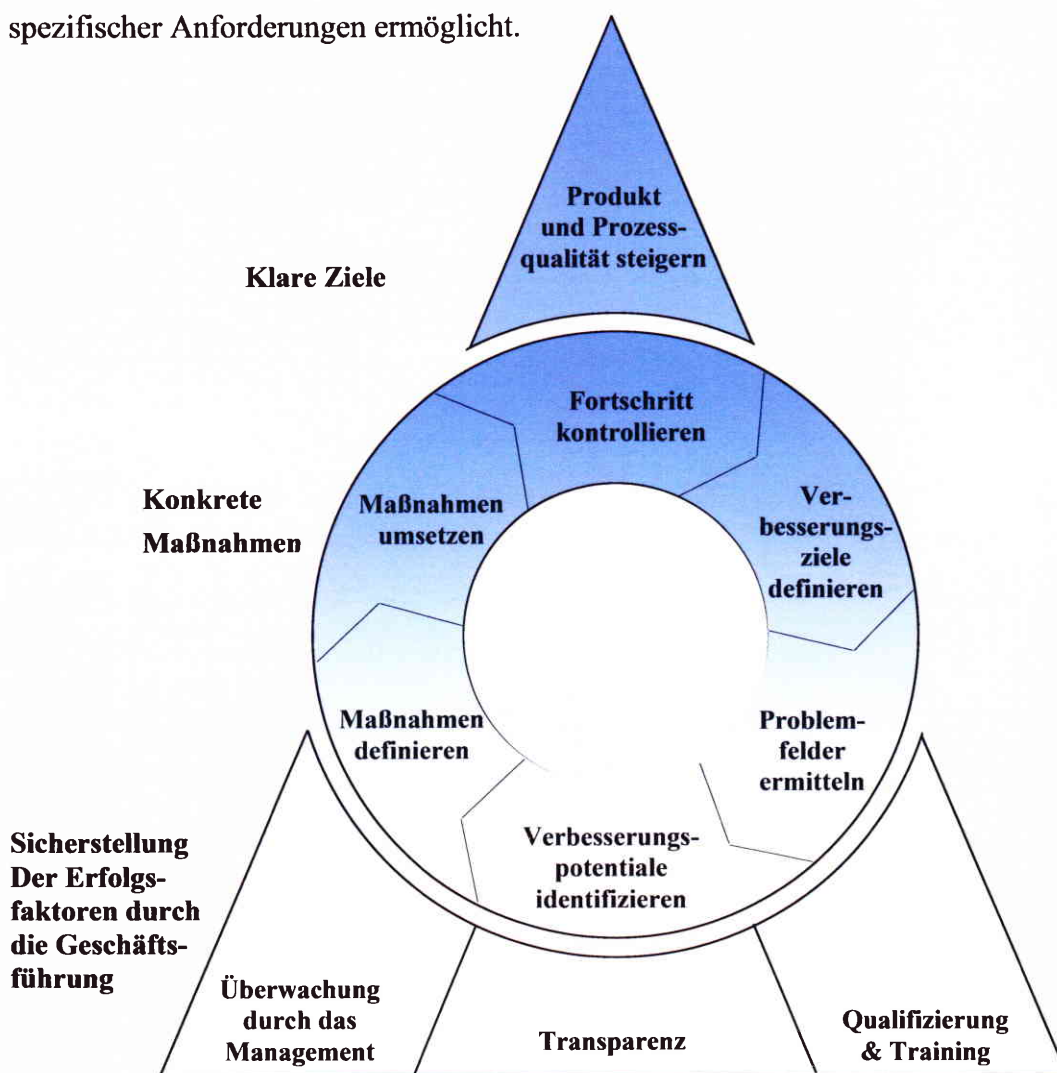 spezifischer Anforderungen ermöglicht.
Produkt
und Prozess-
qualität steigern
Klare Ziele
Fortschritt
kontrollieren
Konkrete
Maßnahmen
Maßnahmen
umsetzen
Ver-
besserungs-
ziele
definieren
Maßnahmen
definieren
Problem-
felder
ermitteln
Verbesserungs-
potentiale
identifizieren
Sicherstellung
Der Erfolgs-
faktoren durch
die Geschäfts-
führung
Überwachung
durch das
Management
Transparenz
Qualifizierung
& Training